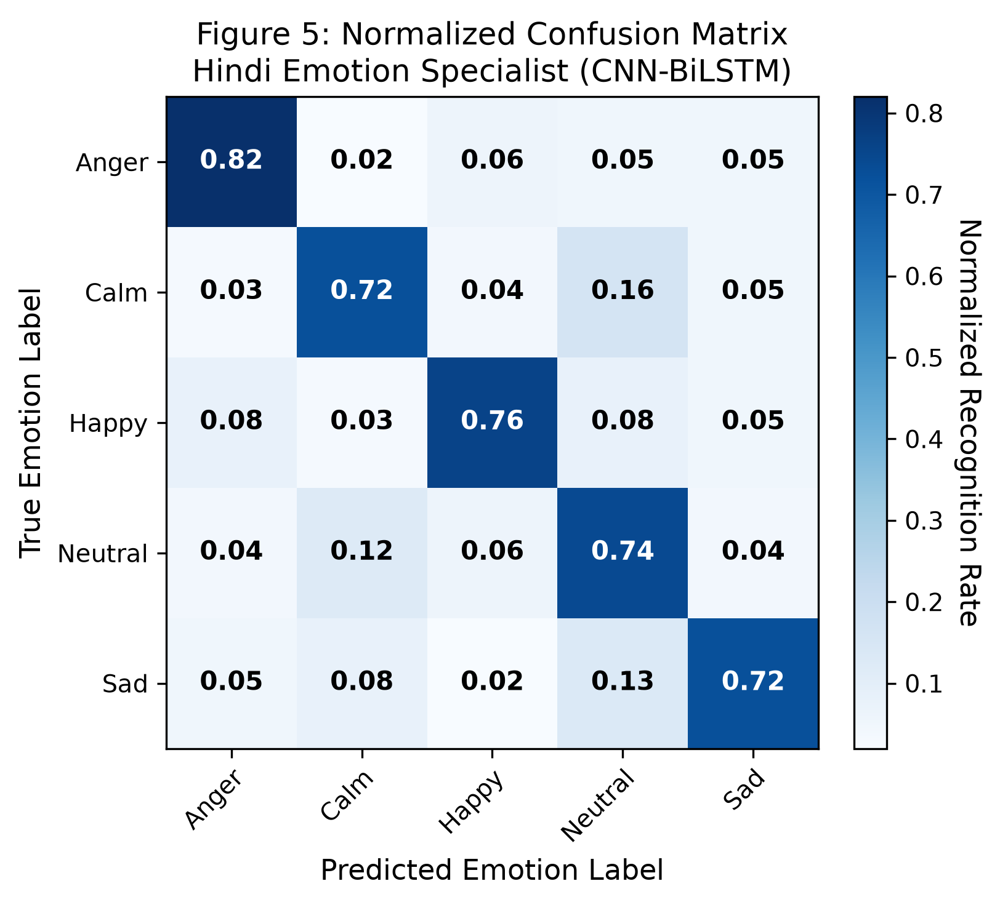 Figure 5: Normalized Confusion Matrix
Hindi Emotion Specialist (CNN-BiLSTM)
True Emotion Label
Anger 0.82 0.02 0.06 0.05 0.05
Calm 0.03 0.72 0.04 0.16 0.05
Happy 0.08 0.03 0.76 0.08 0.05
Neutral 0.04 0.12 0.06 0.74 0.04
Sad 0.05 0.08 0.02 0.13 0.72
Anger Calm Happy Neutral Sad
Predicted Emotion Label
0.8
0.7
0.6
0.5
0.4
0.3
0.2
0.1
Normalized Recognition Rate